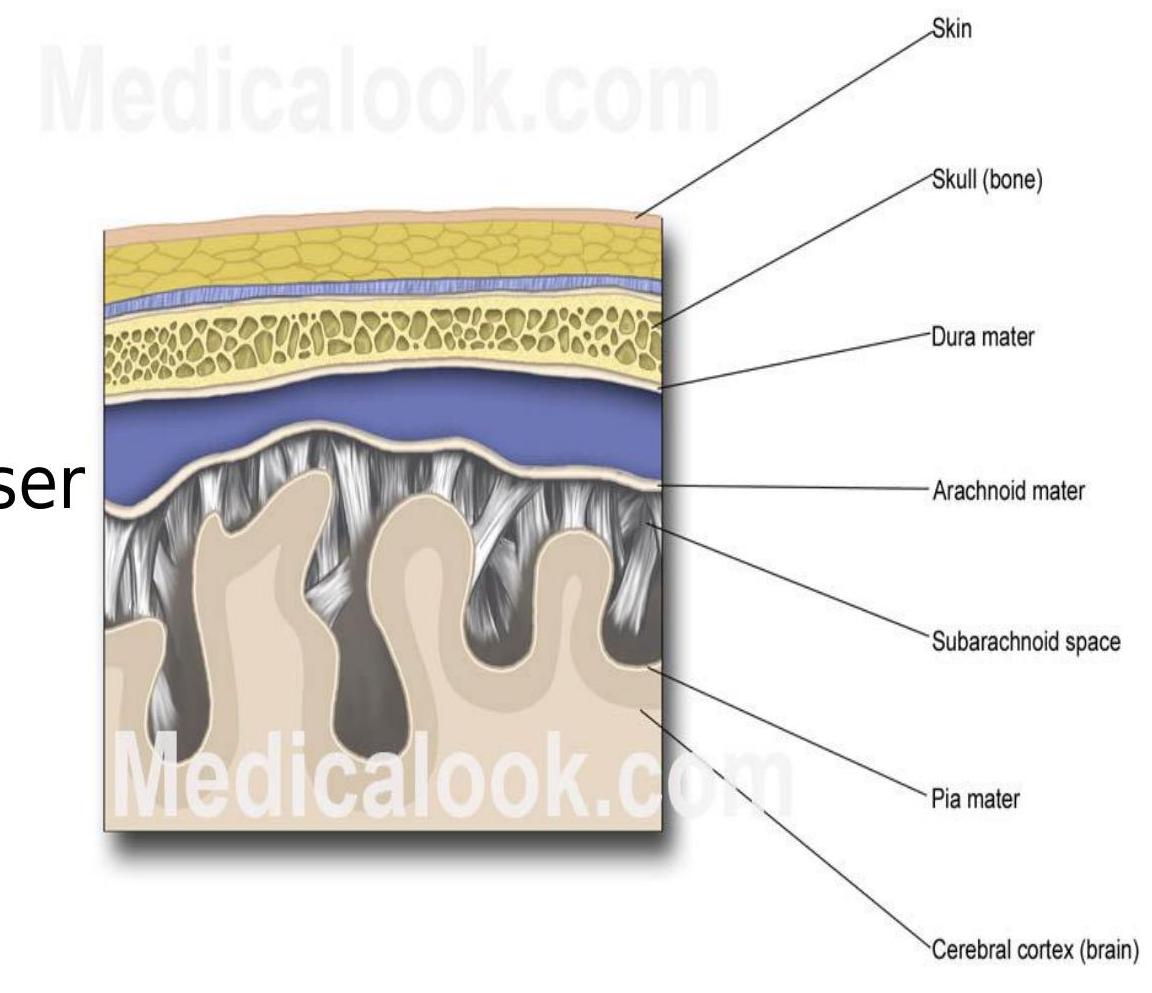 Medicalook.com
Skin
Skull (bone)
Dura mater
ser
Arachnoid mater
Subarachnoid space
Medicalook.com
Pia mater
Cerebral cortex (brain)